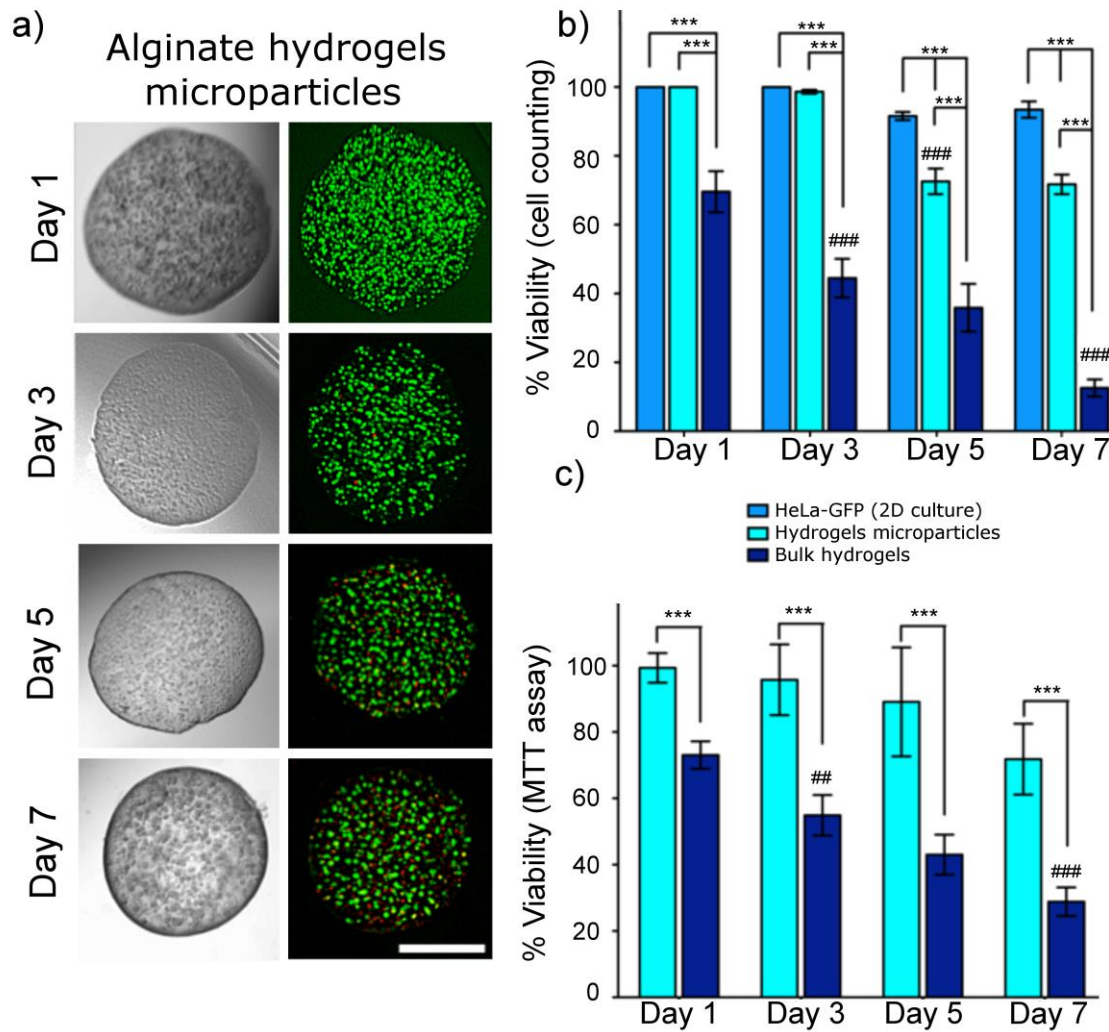 a)
Alginate hydrogels
microparticles
Day 1
Day 3
Day 5
Day 7
b)
% Viability (cell counting)
100
80
60
40
20
0
***
***
***
***
***
***
***
***
###
###
###
Day 1
Day 3
Day 5
Day 7
c)
HeLa-GFP (2D culture)
Hydrogels microparticles
Bulk hydrogels
% Viability (MTT assay)
100
80
60
40
20
0
***
***
***
***
##
###
Day 1
Day 3
Day 5
Day 7